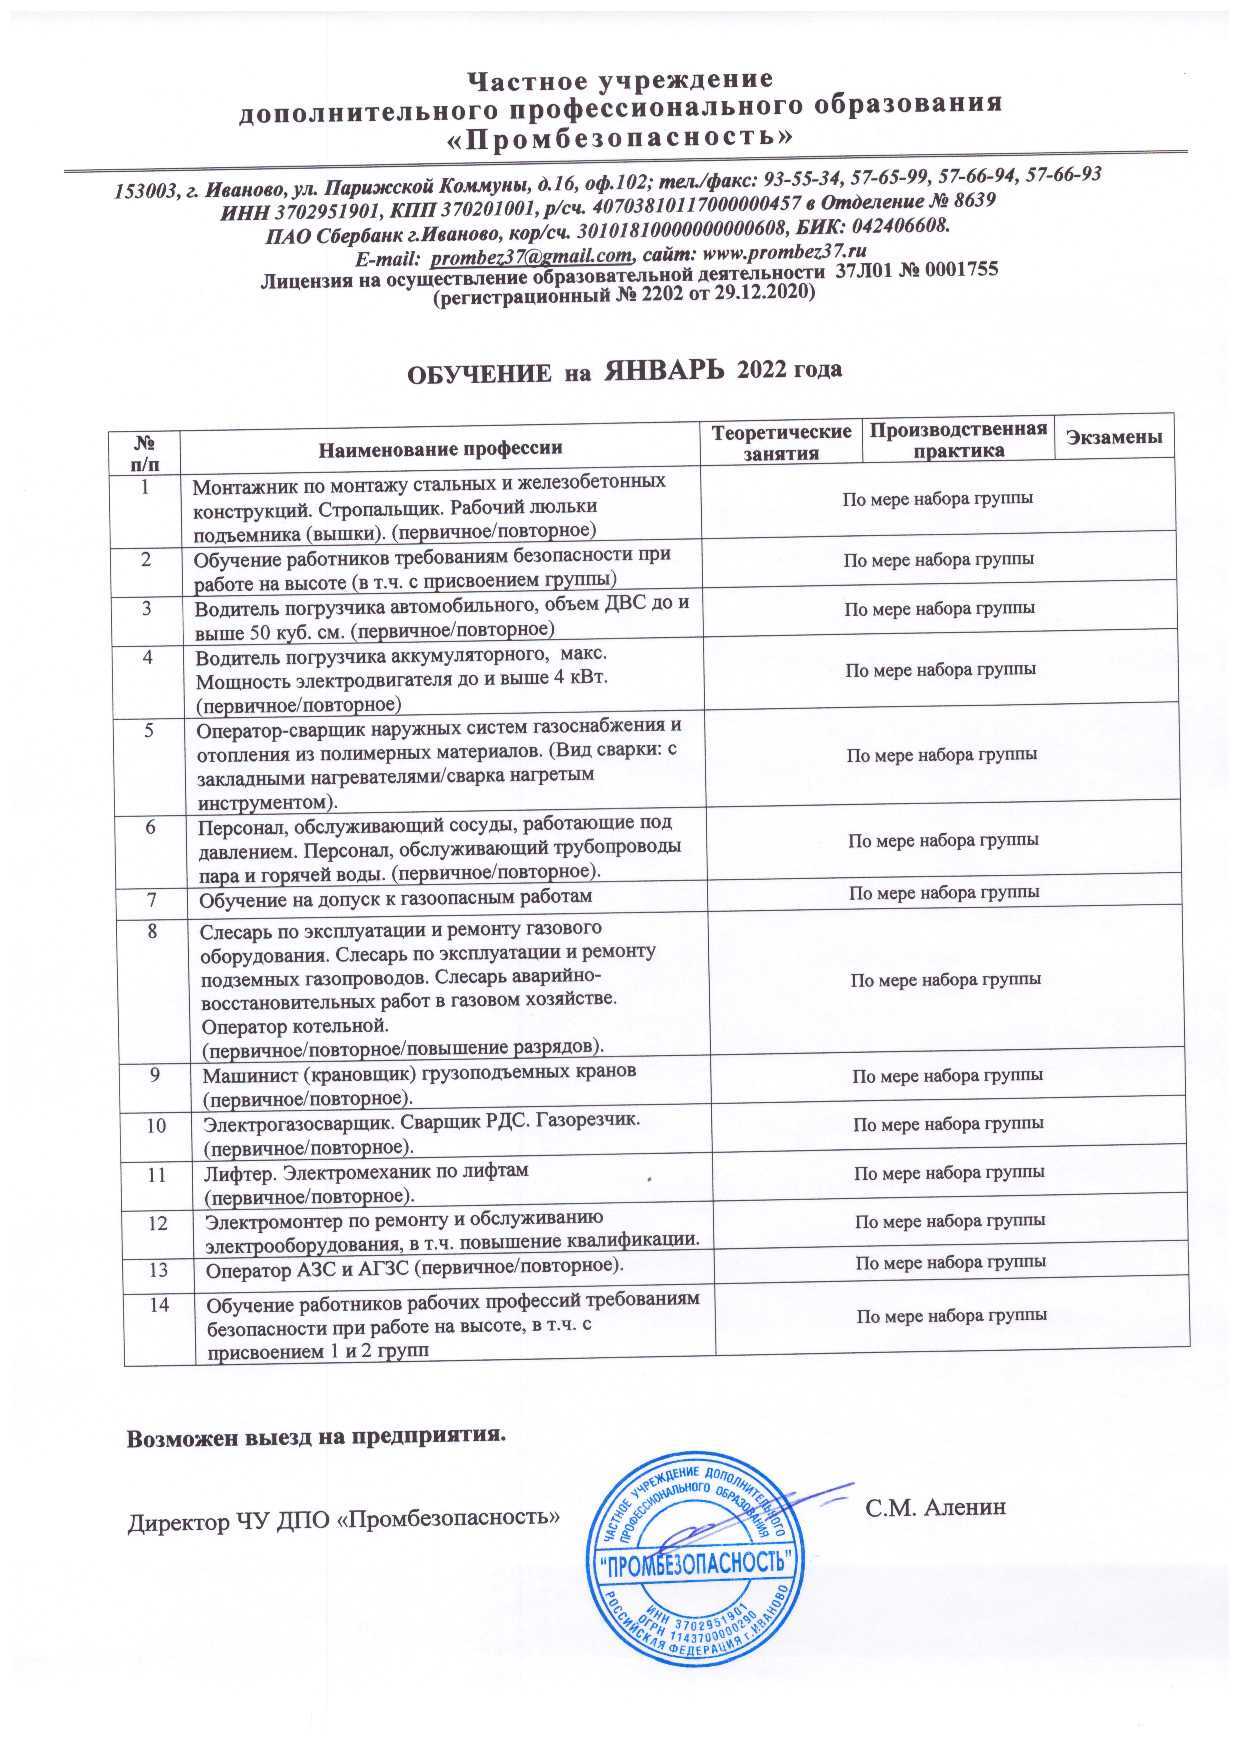 Частное учреждение
дополнительного профессионального образования
«Промбезопасность»
153003, г. Иваново, ул. Парижской Коммуны, д.16, оф.102; тел./факс: 93-55-34, 57-65-99, 57-66-94, 57-66-93
ИНН 3702951901, КПП 370201001, р/сч. 40703810117000000457 в Отделение № 8639
ПАО Сбербанк г.Иваново, кор/сч. 30101810000000000608, БИК: 042406608.
E-mail: prombez37@gmail.com, сайт: www.prombez37.ru
Лицензия на осуществление образовательной деятельности 37Л01 № 0001755
(регистрационный № 2202 от 29.12.2020)
ОБУЧЕНИЕ на ЯНВАРЬ 2022 года
№ п/п
Наименование профессии
Теоретические занятия
Производственная практика
Экзамены
1
Монтажник по монтажу стальных и железобетонных
конструкций. Стропальщик. Рабочий люльки
подъемника (вышки). (первичное/повторное)
По мере набора группы
2
Обучение работников требованиям безопасности при
работе на высоте (в т.ч. с присвоением группы)
По мере набора группы
3
Водитель погрузчика автомобильного, объем ДВС до и
выше 50 куб. см. (первичное/повторное)
По мере набора группы
4
Водитель погрузчика аккумуляторного, макс.
Мощность электродвигателя до и выше 4 кВт.
(первичное/повторное)
По мере набора группы
5
Оператор-сварщик наружных систем газоснабжения и
отопления из полимерных материалов. (Вид сварки: с
закладными нагревателями/сварка нагретым
инструментом).
По мере набора группы
6
Персонал, обслуживающий сосуды, работающие под
давлением. Персонал, обслуживающий трубопроводы
пара и горячей воды. (первичное/повторное).
По мере набора группы
7
Обучение на допуск к газоопасным работам
По мере набора группы
8
Слесарь по эксплуатации и ремонту газового
оборудования. Слесарь по эксплуатации и ремонту
подземных газопроводов. Слесарь аварийно-
восстановительных работ в газовом хозяйстве.
Оператор котельной.
(первичное/повторное/повышение разрядов).
По мере набора группы
9
Машинист (крановщик) грузоподъемных кранов
(первичное/повторное).
По мере набора группы
10
Электрогазосварщик. Сварщик РДС. Газорезчик.
(первичное/повторное).
По мере набора группы
11
Лифтер. Электромеханик по лифтам
(первичное/повторное).
По мере набора группы
12
Электромонтер по ремонту и обслуживанию
электрооборудования, в т.ч. повышение квалификации.
По мере набора группы
13
Оператор АЗС и АГЗС (первичное/повторное).
По мере набора группы
14
Обучение работников рабочих профессий требованиям
безопасности при работе на высоте, в т.ч. с
присвоением 1 и 2 групп
По мере набора группы
Возможен выезд на предприятия.
Директор ЧУ ДПО «Промбезопасность»
С.М. Аленин
ЧАСТНОЕ УЧРЕЖДЕНИЕ ДОПОЛНИТЕЛЬНОГО
ПРОФЕССИОНАЛЬНОГО ОБРАЗОВАНИЯ
"ПРОМБЕЗОПАСНОСТЬ"
ИНН 3702951901
ОГРН 1143700000290
РОССИЙСКАЯ ФЕДЕРАЦИЯ г.ИВАНОВО